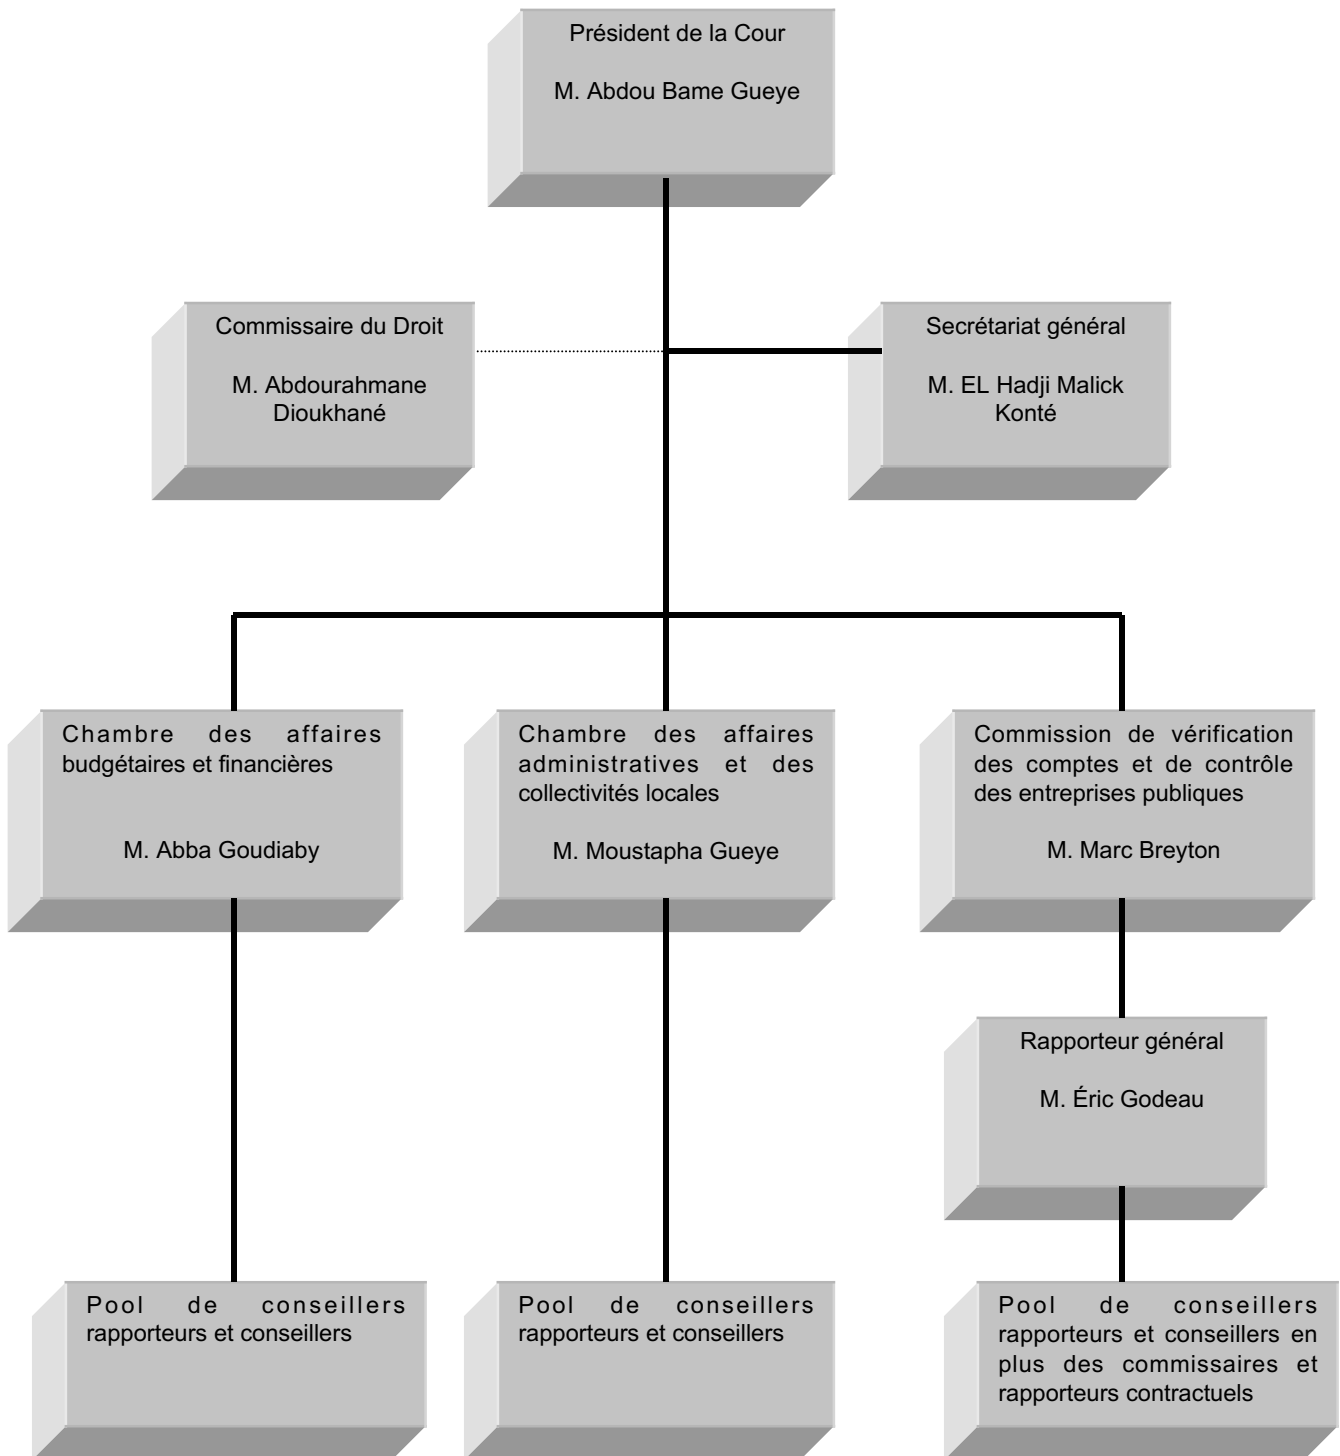 Président de la Cour
M. Abdou Bame Gueye
Commissaire du Droit
M. Abdourahmane
Dioukhané
Secrétariat général
M. EL Hadji Malick
Konté
Chambre des affaires
budgétaires et financières
M. Abba Goudiaby
Chambre des affaires
administratives et des
collectivités locales
M. Moustapha Gueye
Commission de vérification
des comptes et de contrôle
des entreprises publiques
M. Marc Breyton
Rapporteur général
M. Éric Godeau
Pool de conseillers
rapporteurs et conseillers
Pool de conseillers
rapporteurs et conseillers
Pool de conseillers
rapporteurs et conseillers en
plus des commissaires et
rapporteurs contractuels